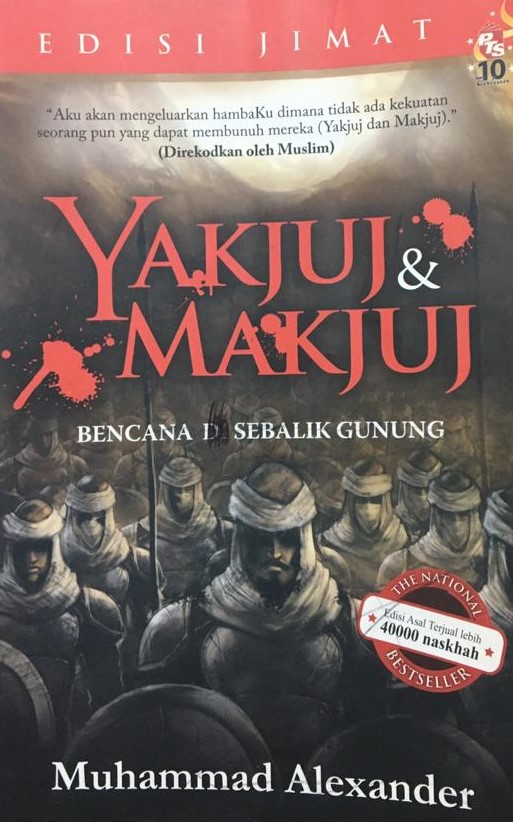 EDISI JIMAT
PTS
10
"Aku akan mengeluarkan hambaKu dimana tidak ada kekuatan
seorang pun yang dapat membunuh mereka (Yakjuj dan Makjuj)."
(Direkodkan oleh Muslim)
YAKJUJ &
MAKJUJ
BENCANA DI SEBALIK GUNUNG
THE NATIONAL
Edisi Asal Terjual lebih
40000 naskhah
BESTSELLER
Muhammad Alexander